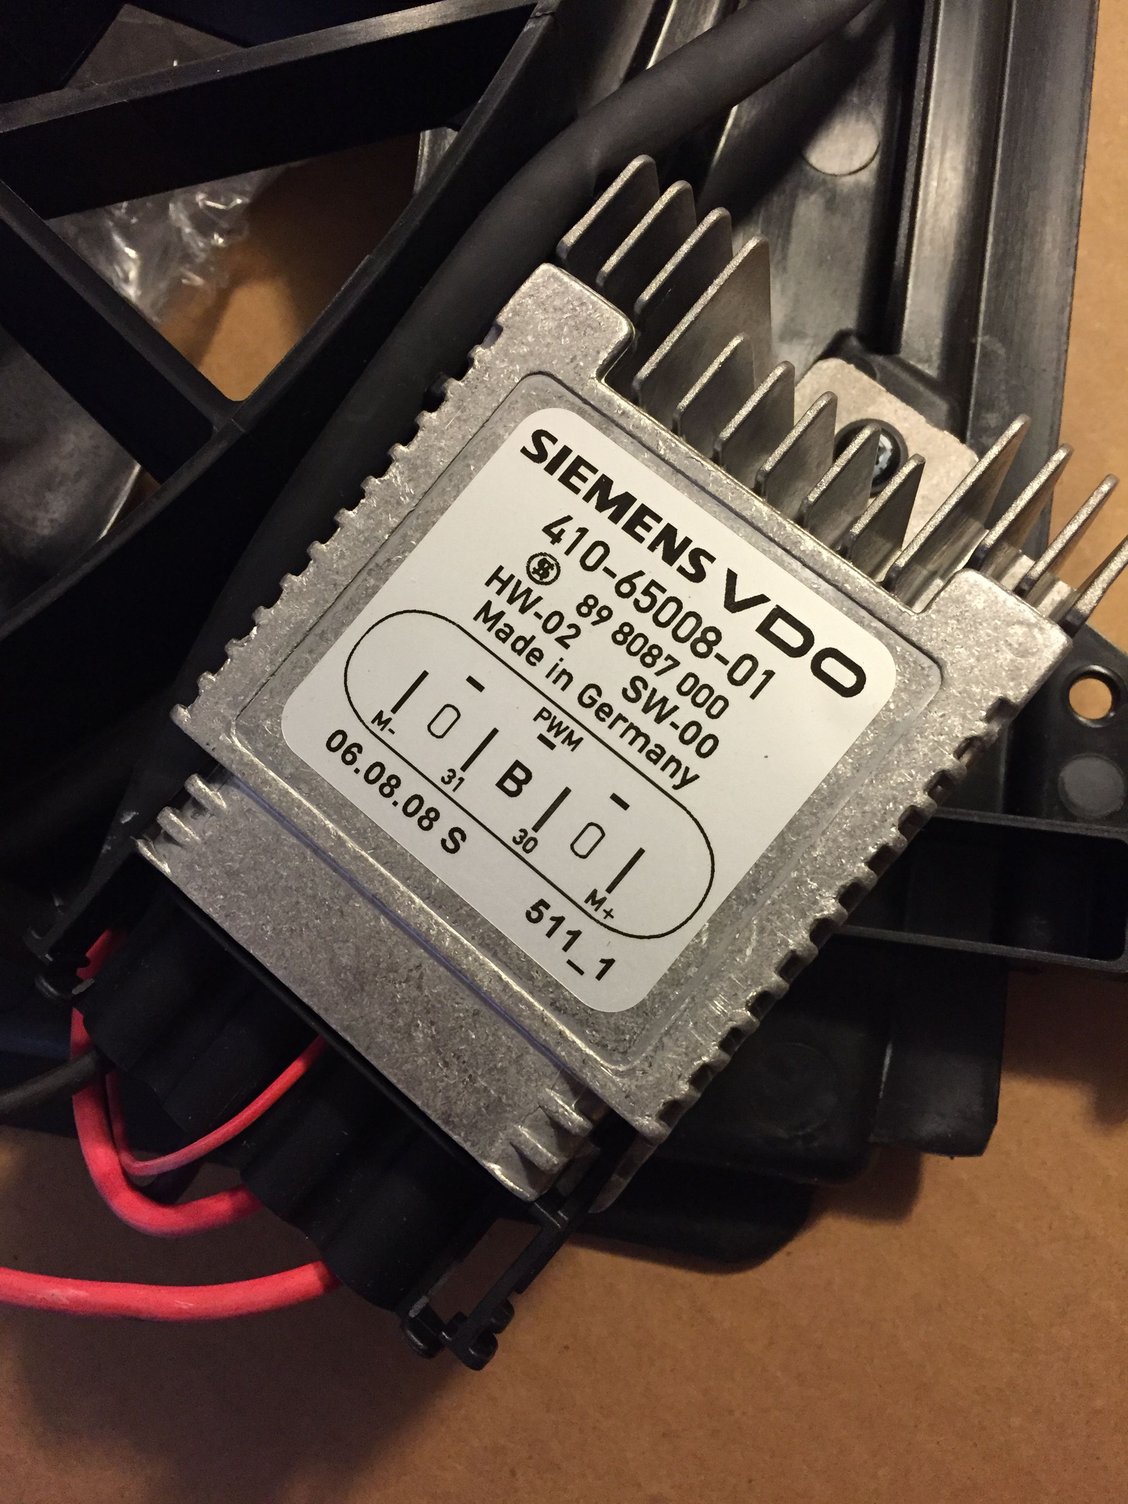 SIEMENS VDO
410-65008-01
89 8087 000
HW-02 SW-00
Made in Germany
PWM
B
M- 31 30 M+
06.08.08 S 511_1